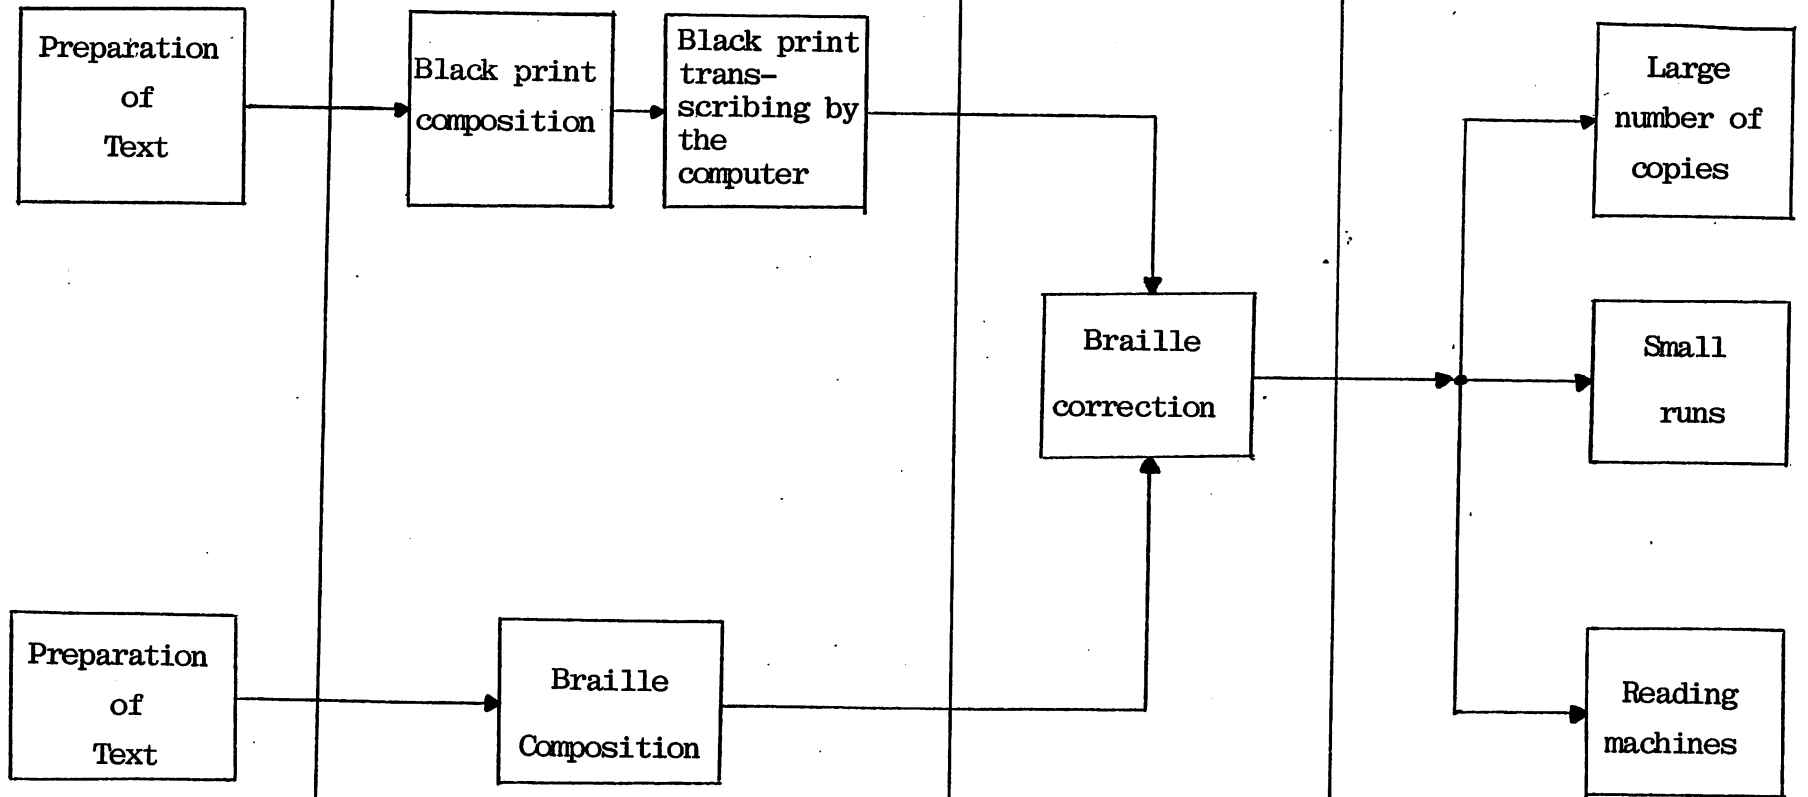 Preparation
of
Text
Black print
composition
Black print
trans-
scribing by
the
computer
Large
number of
copies
Braille
correction
Small
runs
Preparation
of
Text
Braille
Composition
Reading
machines